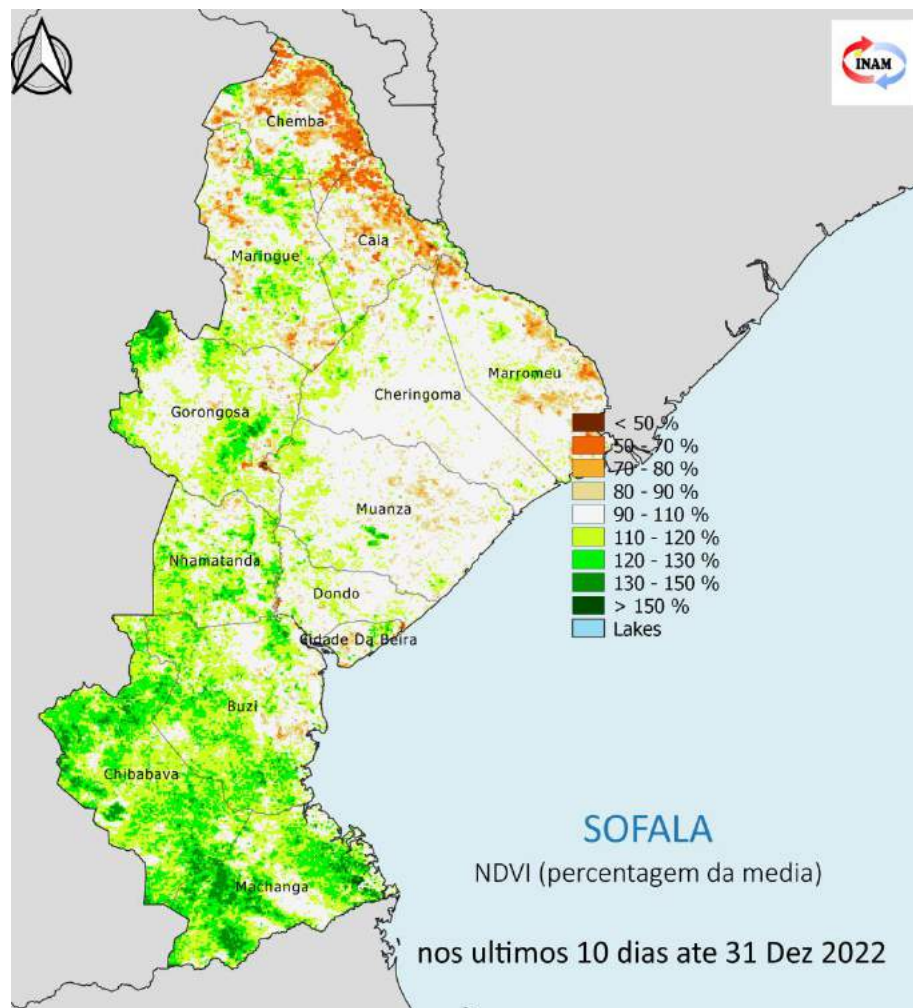 INAM
Chemba
Caia
Maringue
Marromeu
Cheringoma
Gorongosa
< 50 %
50 - 70 %
70 - 80 %
80 - 90 %
90 - 110 %
110 - 120 %
120 - 130 %
130 - 150 %
> 150 %
Lakes
Muanza
Nhamatanda
Dondo
Cidade Da Beira
Buzi
Chibabava
Machanga
SOFALA
NDVI (percentagem da media)
nos ultimos 10 dias ate 31 Dez 2022